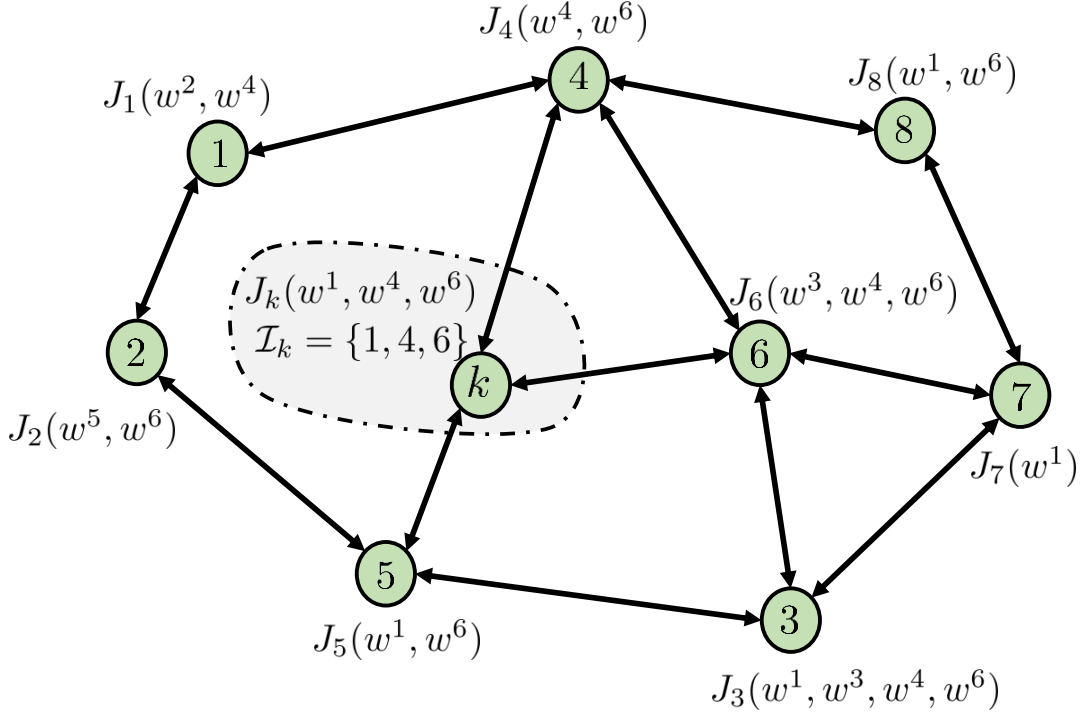 J_4(w^4, w^6)
J_8(w^1, w^6)
J_1(w^2, w^4)
4
8
1
J_k(w^1, w^4, w^6)
J_6(w^3, w^4, w^6)
\mathcal{I}_k = \{1, 4, 6\}
2
6
k
7
J_2(w^5, w^6)
J_7(w^1)
5
3
J_5(w^1, w^6)
J_3(w^1, w^3, w^4, w^6)